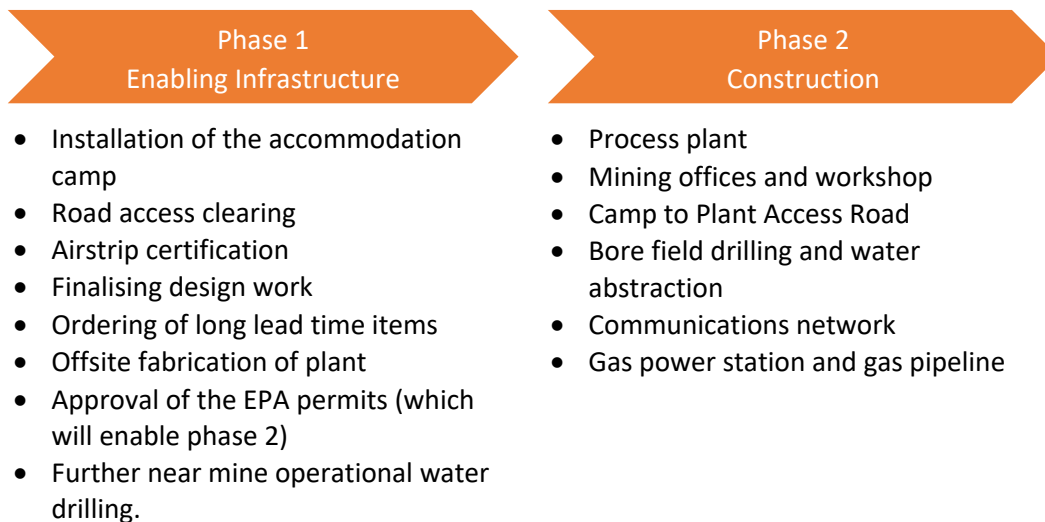 Phase 1
Enabling Infrastructure
• Installation of the accommodation
camp
• Road access clearing
• Airstrip certification
• Finalising design work
• Ordering of long lead time items
• Offsite fabrication of plant
• Approval of the EPA permits (which
will enable phase 2)
• Further near mine operational water
drilling.
Phase 2
Construction
• Process plant
• Mining offices and workshop
• Camp to Plant Access Road
• Bore field drilling and water
abstraction
• Communications network
• Gas power station and gas pipeline